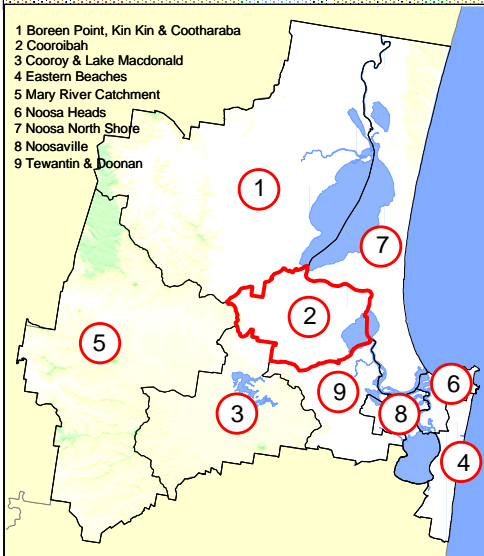 1 Boreen Point, Kin Kin & Cootharaba
2 Cooroibah
3 Cooroy & Lake Macdonald
4 Eastern Beaches
5 Mary River Catchment
6 Noosa Heads
7 Noosa North Shore
8 Noosaville
9 Tewantin & Doonan
1
7
2
5
6
9
3
8
4